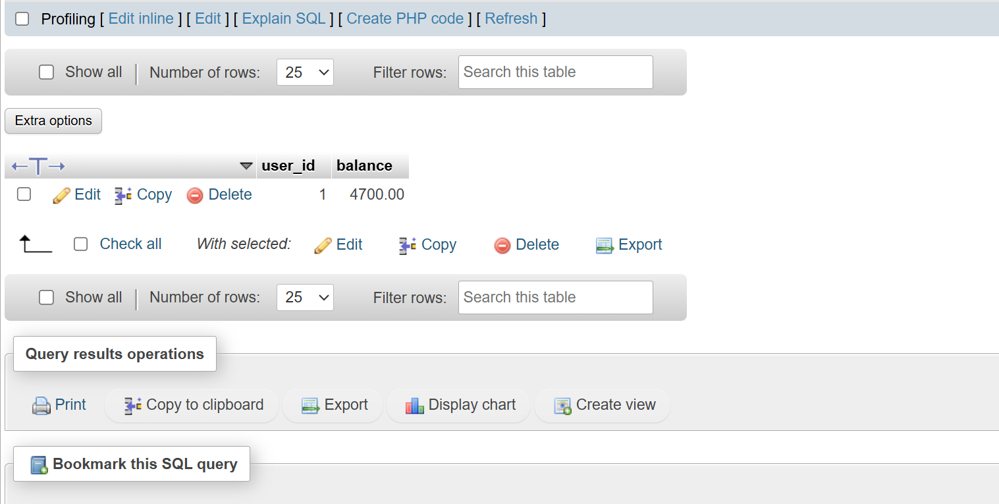 Profiling [ Edit inline ] [ Edit ] [ Explain SQL ] [ Create PHP code ] [ Refresh ]
Show all Number of rows: 25 Filter rows: Search this table
Extra options
user_id balance
Edit Copy Delete 1 4700.00
Check all With selected: Edit Copy Delete Export
Show all Number of rows: 25 Filter rows: Search this table
Query results operations
Print Copy to clipboard Export Display chart Create view
Bookmark this SQL query